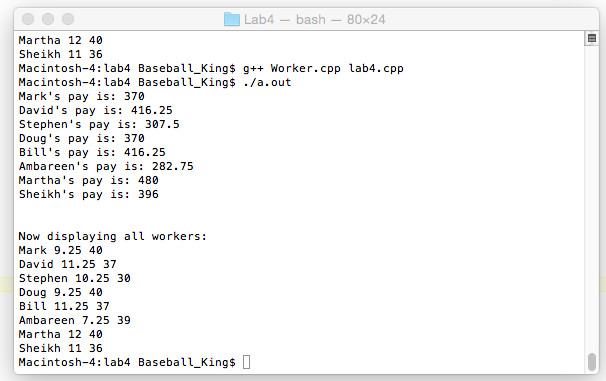 Lab4 — bash — 80×24
Martha 12 40
Sheikh 11 36
Macintosh-4:lab4 Baseball_King$ g++ Worker.cpp lab4.cpp
Macintosh-4:lab4 Baseball_King$ ./a.out
Mark's pay is: 370
David's pay is: 416.25
Stephen's pay is: 307.5
Doug's pay is: 370
Bill's pay is: 416.25
Ambareen's pay is: 282.75
Martha's pay is: 480
Sheikh's pay is: 396
Now displaying all workers:
Mark 9.25 40
David 11.25 37
Stephen 10.25 30
Doug 9.25 40
Bill 11.25 37
Ambareen 7.25 39
Martha 12 40
Sheikh 11 36
Macintosh-4:lab4 Baseball_King$